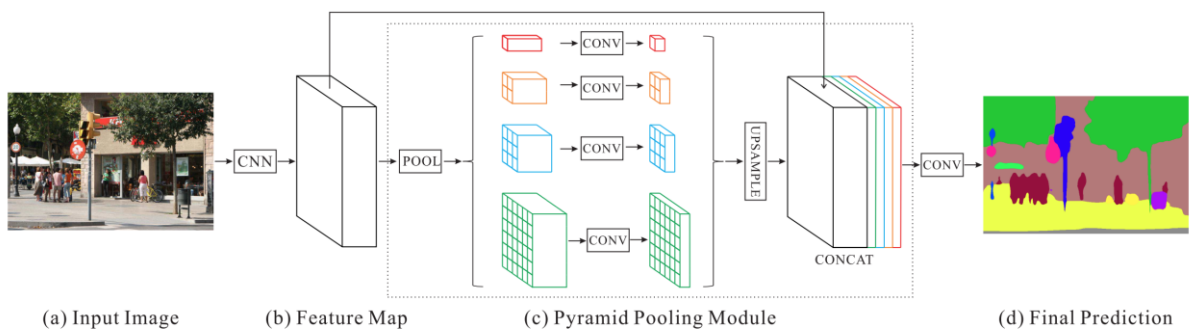 CNN
POOL
CONV
CONV
CONV
CONV
UPSAMPLE
CONCAT
CONV
(a) Input Image
(b) Feature Map
(c) Pyramid Pooling Module
(d) Final Prediction